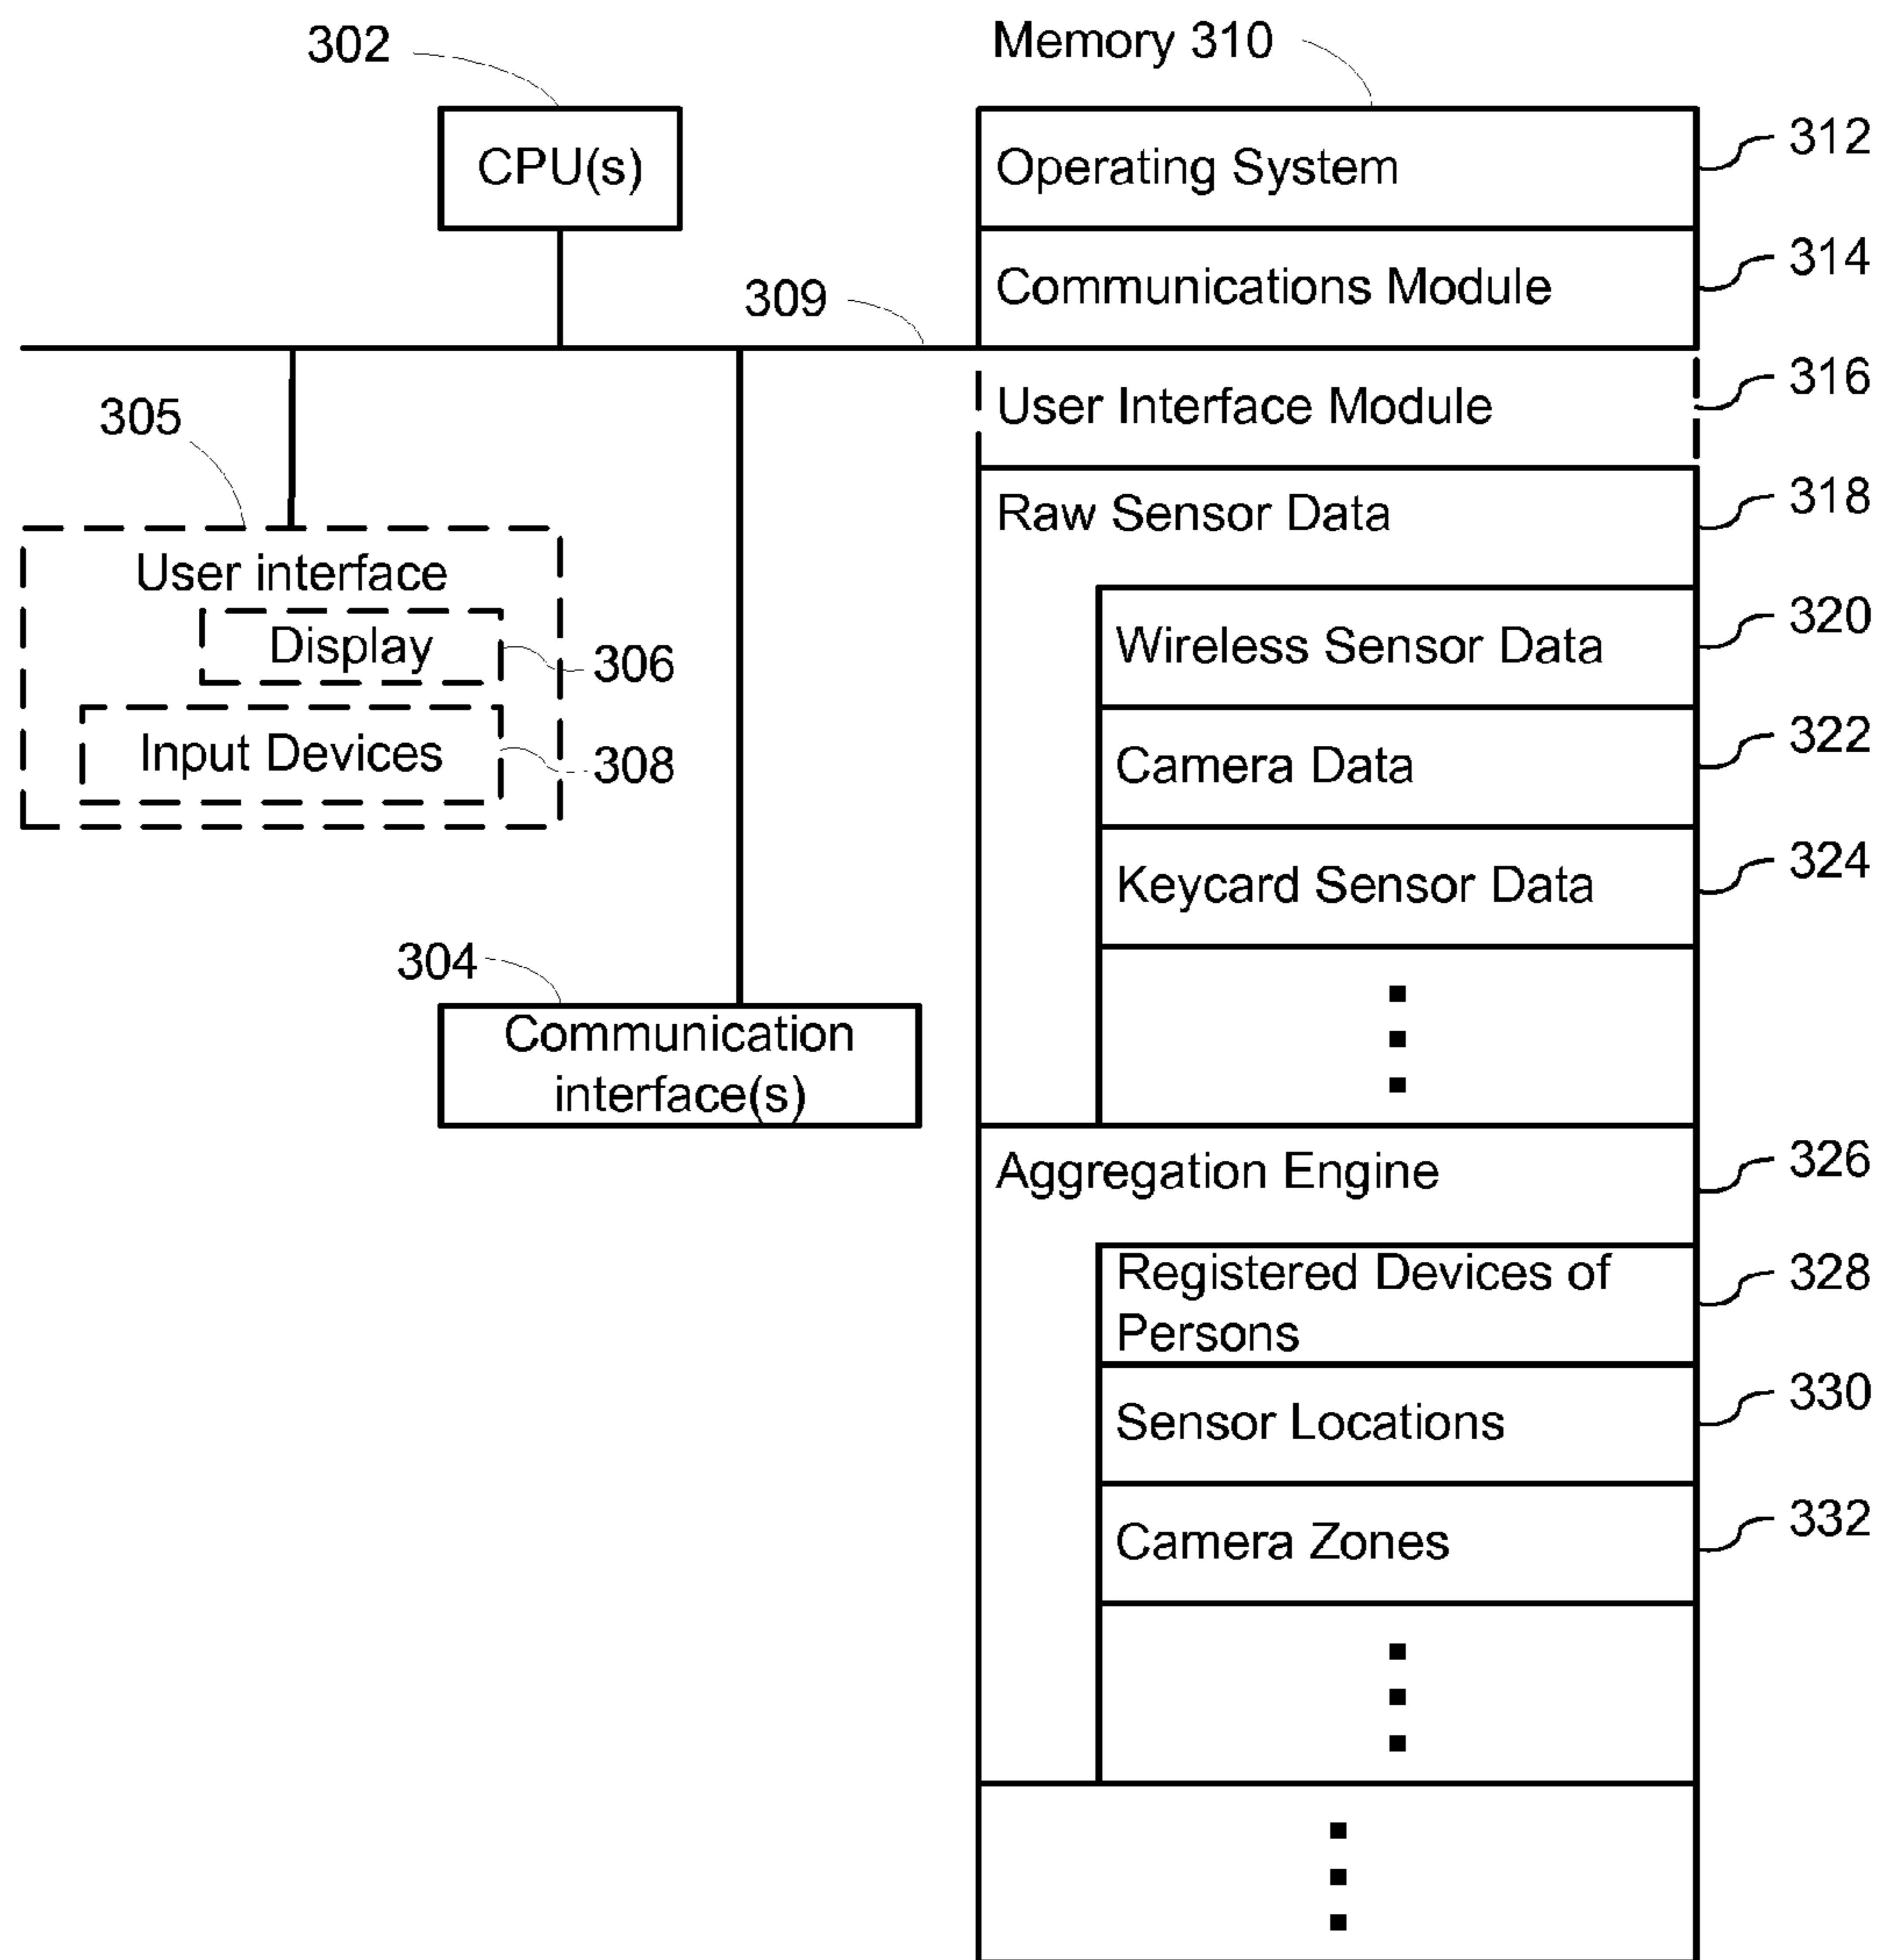 302
CPU(s)
309
305
User interface
Display
306
Input Devices
308
304
Communication
interface(s)
Memory 310
Operating System
312
Communications Module
314
User Interface Module
316
Raw Sensor Data
318
Wireless Sensor Data
320
Camera Data
322
Keycard Sensor Data
324
Aggregation Engine
326
Registered Devices of
Persons
328
Sensor Locations
330
Camera Zones
332